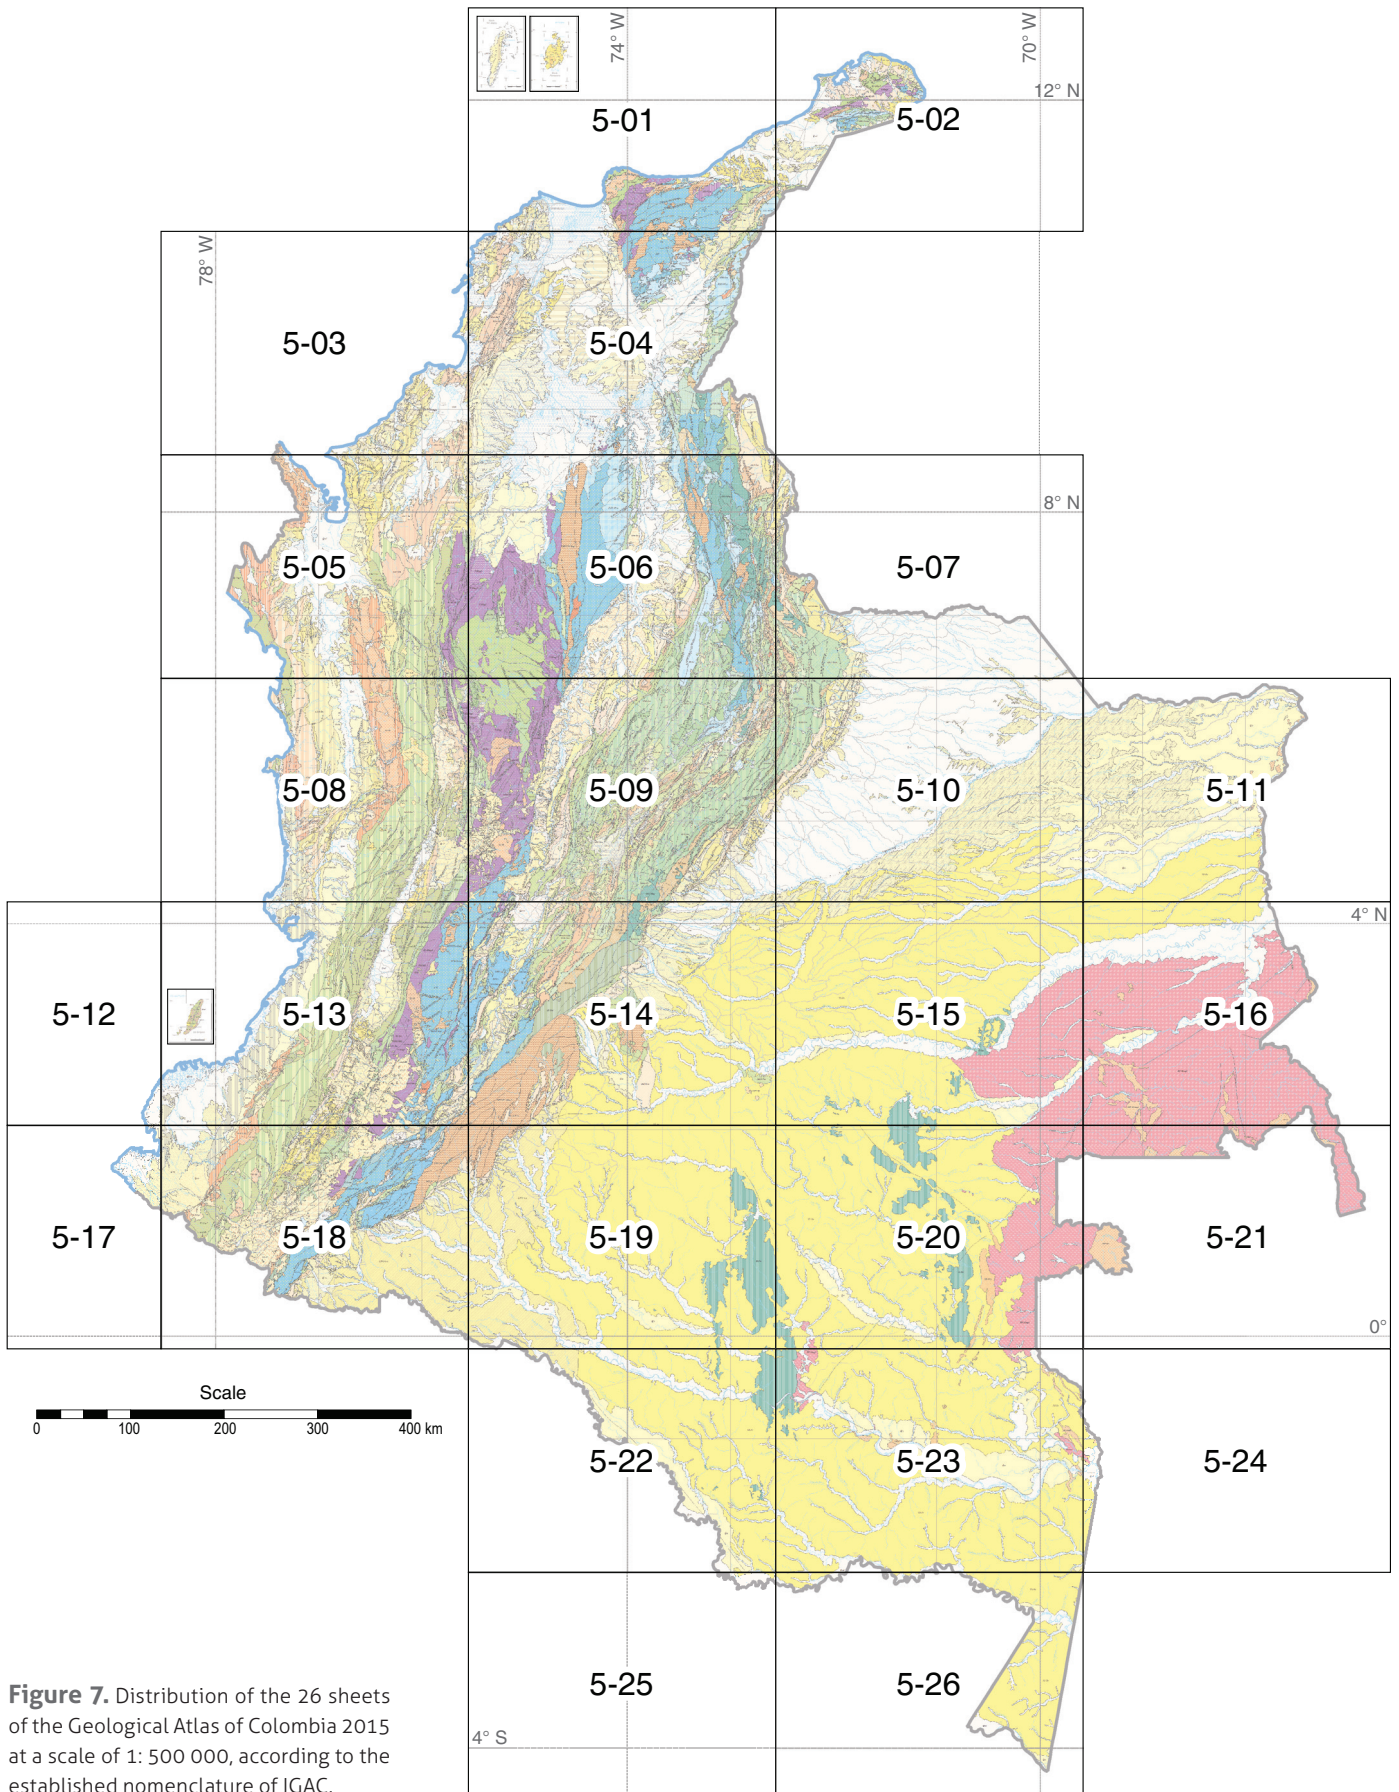 74° W
70° W
12° N
5-01
5-02
78° W
5-03
5-04
8° N
5-05
5-06
5-07
5-08
5-09
5-10
5-11
4° N
5-12
5-13
5-14
5-15
5-16
5-17
5-18
5-19
5-20
5-21
0°
Scale
0 100 200 300 400 km
5-22
5-23
5-24
5-25
5-26
4° S
Figure 7. Distribution of the 26 sheets
of the Geological Atlas of Colombia 2015
at a scale of 1: 500 000, according to the
established nomenclature of IGAC.